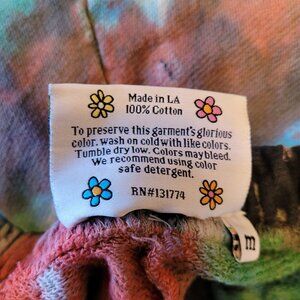 Made in LA
100% Cotton
To preserve this garment's glorious
color, wash on cold with like colors.
Tumble dry low. Colors may bleed.
We recommend using color
safe detergent.
RN#131774
m